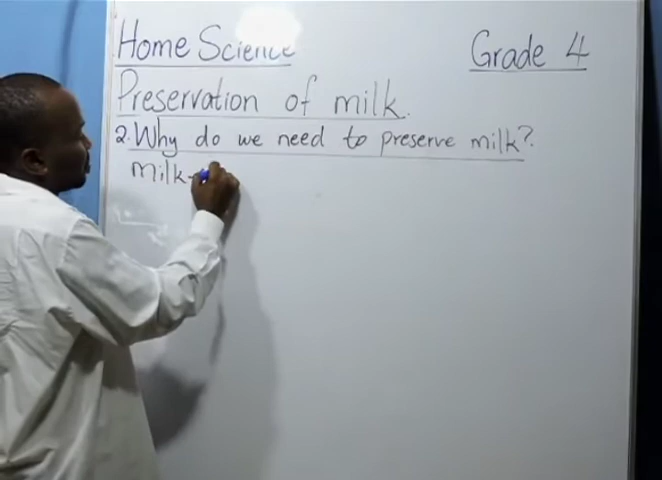 Home Science
Grade 4
Preservation of milk.
2. Why do we need to preserve milk?
milk-